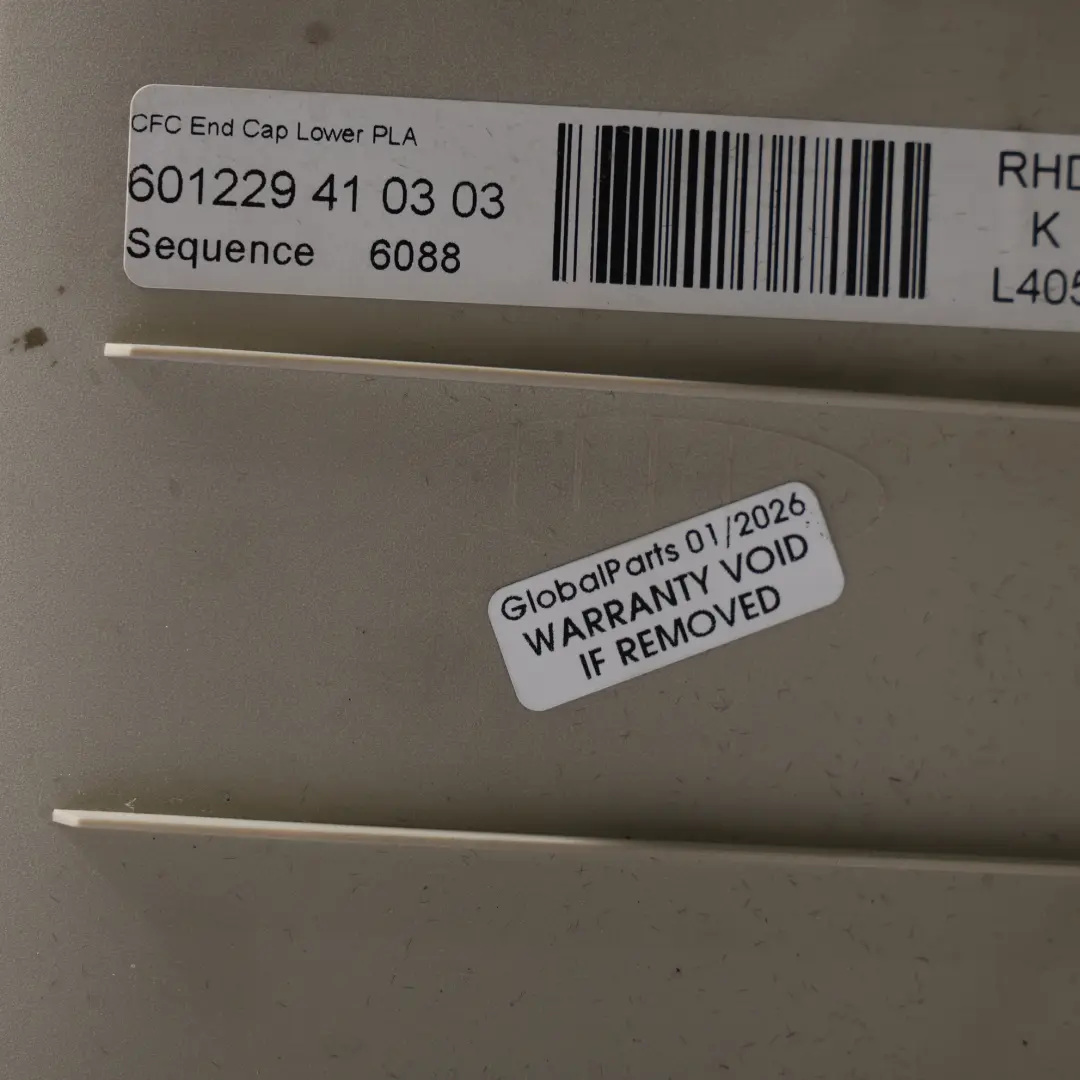 CFC End Cap Lower PLA
601229 41 03 03
Sequence 6088
RHD
K
L405
GlobalParts 01/2026
WARRANTY VOID
IF REMOVED